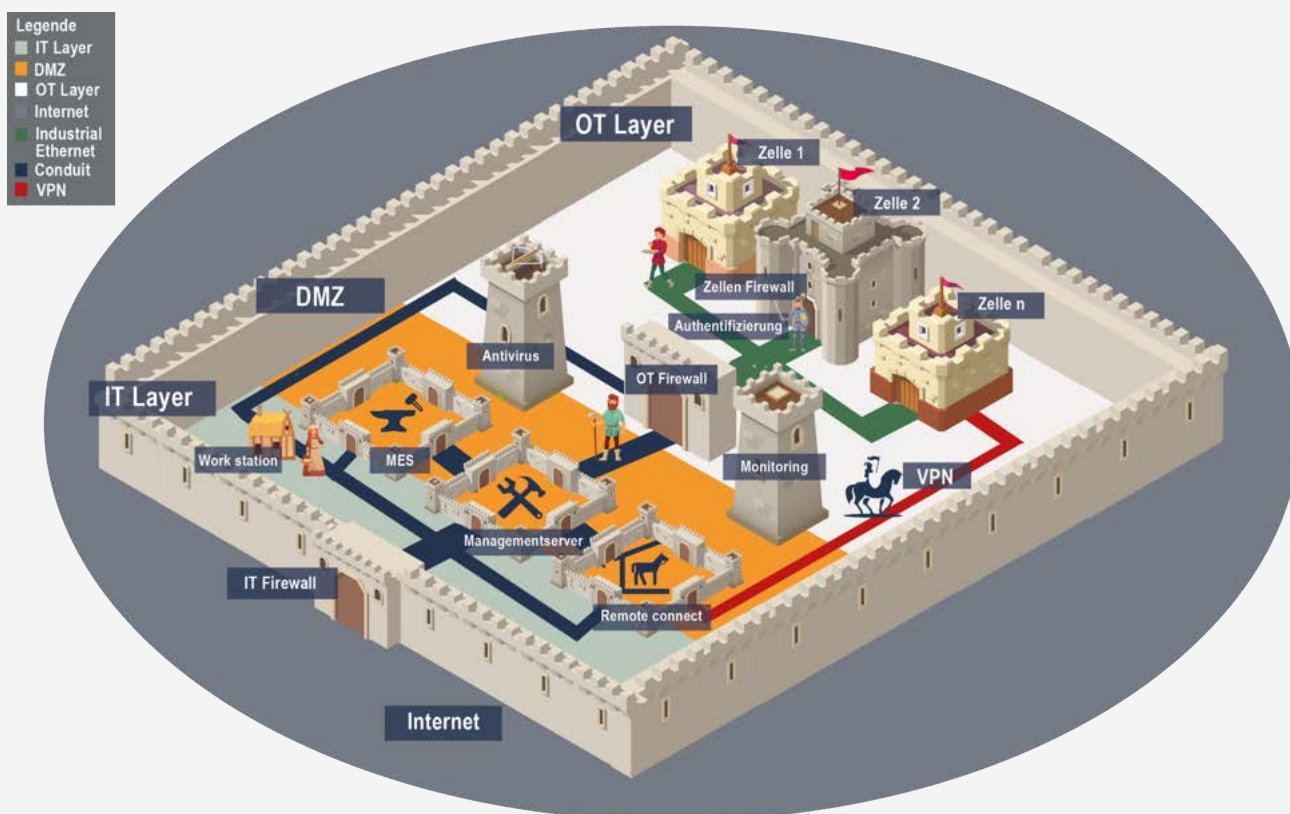 Legende
IT Layer
DMZ
OT Layer
Internet
Industrial
Ethernet
Conduit
VPN
OT Layer
Zelle 1
Zelle 2
Zellen Firewall
Zelle n
DMZ
Authentifizierung
Antivirus
OT Firewall
IT Layer
Work station
MES
Monitoring
VPN
Managementserver
IT Firewall
Remote connect
Internet